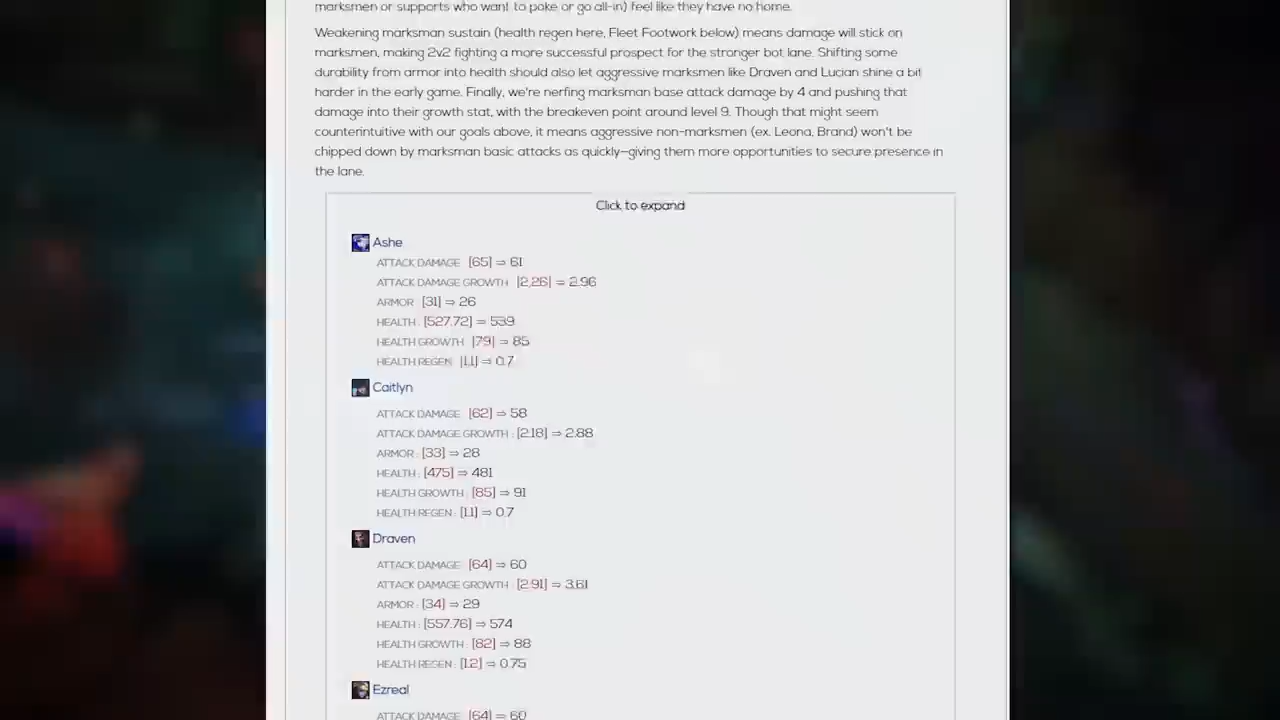 marksmen or supports who want to poke or go all-in) feel like they have no home.
Weakening marksman sustain (health regen here, Fleet Footwork below) means damage will stick on
marksmen, making 2v2 fighting a more successful prospect for the stronger bot lane. Shifting some
durability from armor into health should also let aggressive marksmen like Draven and Lucian shine a bit
harder in the early game. Finally, we're nerfing marksman base attack damage by 4 and pushing that
damage into their growth stat, with the breakeven point around level 9. Though that might seem
counterintuitive with our goals above, it means aggressive non-marksmen (ex. Leona, Brand) won't be
chipped down by marksman basic attacks as quickly—giving them more opportunities to secure presence in
the lane.
Click to expand
Ashe
ATTACK DAMAGE [65] ⇒ 61
ATTACK DAMAGE GROWTH : [2.26] ⇒ 2.96
ARMOR [31] ⇒ 26
HEALTH : [527.72] ⇒ 539
HEALTH GROWTH [79] ⇒ 85
HEALTH REGEN [1.1] ⇒ 0.7
Caitlyn
ATTACK DAMAGE [62] ⇒ 58
ATTACK DAMAGE GROWTH : [2.18] ⇒ 2.88
ARMOR : [33] ⇒ 28
HEALTH : [475] ⇒ 481
HEALTH GROWTH : [85] ⇒ 91
HEALTH REGEN : [1.1] ⇒ 0.7
Draven
ATTACK DAMAGE [64] ⇒ 60
ATTACK DAMAGE GROWTH : [2.91] ⇒ 3.61
ARMOR : [34] ⇒ 29
HEALTH : [557.76] ⇒ 574
HEALTH GROWTH : [82] ⇒ 88
HEALTH REGEN : [1.2] ⇒ 0.75
Ezreal
ATTACK DAMAGE [64] ⇒ 60